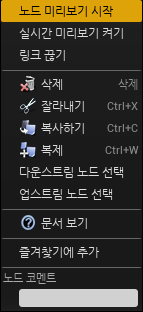 노드 미리보기 시작
실시간 미리보기 켜기
링크 끊기
삭제 삭제
잘라내기 Ctrl+X
복사하기 Ctrl+C
복제 Ctrl+W
다운스트림 노드 선택
업스트림 노드 선택
문서 보기
즐겨찾기에 추가
노드 코멘트